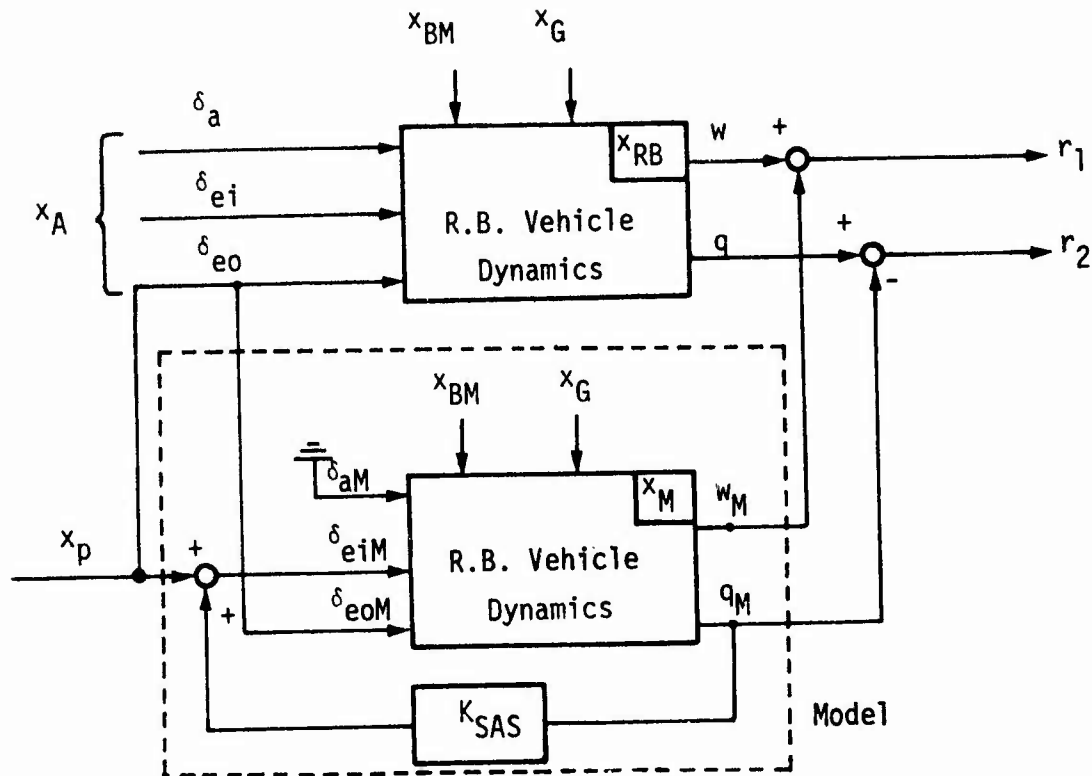 x_BM x_G
δ_a
x_RB w + r_1
δ_ei
x_A R.B. Vehicle
Dynamics
δ_eo q + r_2
-
x_BM x_G
δ_aM x_M w_M
x_p + δ_eiM R.B. Vehicle
Dynamics
+ δ_eoM q_M
K_SAS Model